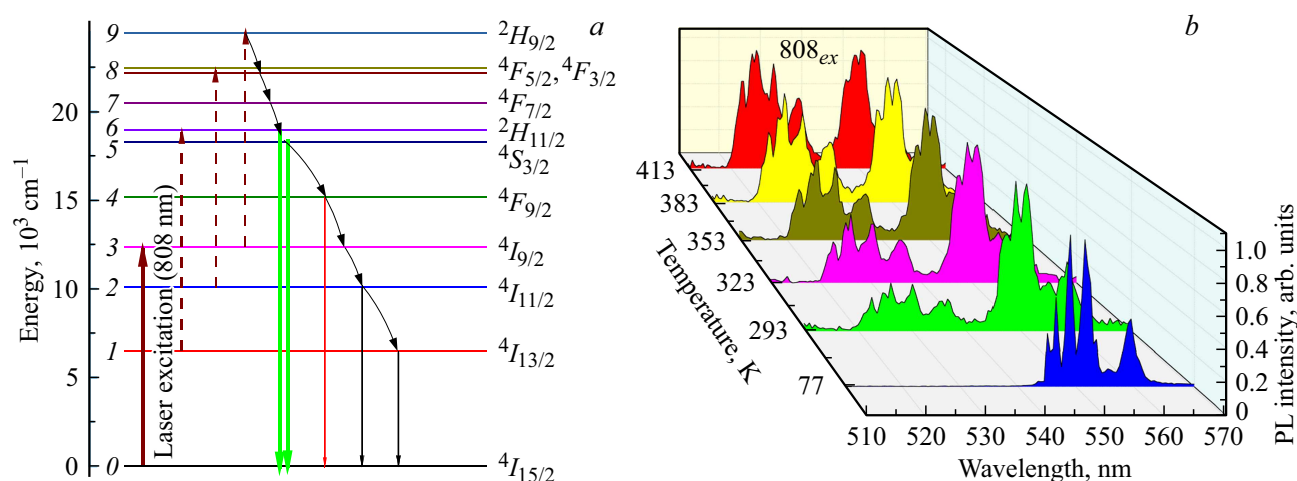 a
9
²H₉/₂
8
⁴F₅/₂, ⁴F₃/₂
7
⁴F₇/₂
6
²H₁₁/₂
5
⁴S₃/₂
4
⁴F₉/₂
3
⁴I₉/₂
2
⁴I₁₁/₂
1
⁴I₁₃/₂
0
⁴I₁₅/₂
20
15
10
5
0
Energy, 10³ cm⁻¹
Laser excitation (808 nm)
b
808ₑₓ
413
383
353
323
293
77
Temperature, K
1.0
0.8
0.6
0.4
0.2
0
PL intensity, arb. units
510 520 530 540 550 560 570
Wavelength, nm